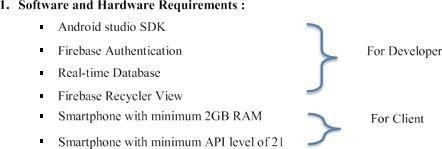 1. Software and Hardware Requirements :
▪ Android studio SDK
▪ Firebase Authentication
▪ Real-time Database
▪ Firebase Recycler View
For Developer
▪ Smartphone with minimum 2GB RAM
▪ Smartphone with minimum API level of 21
For Client